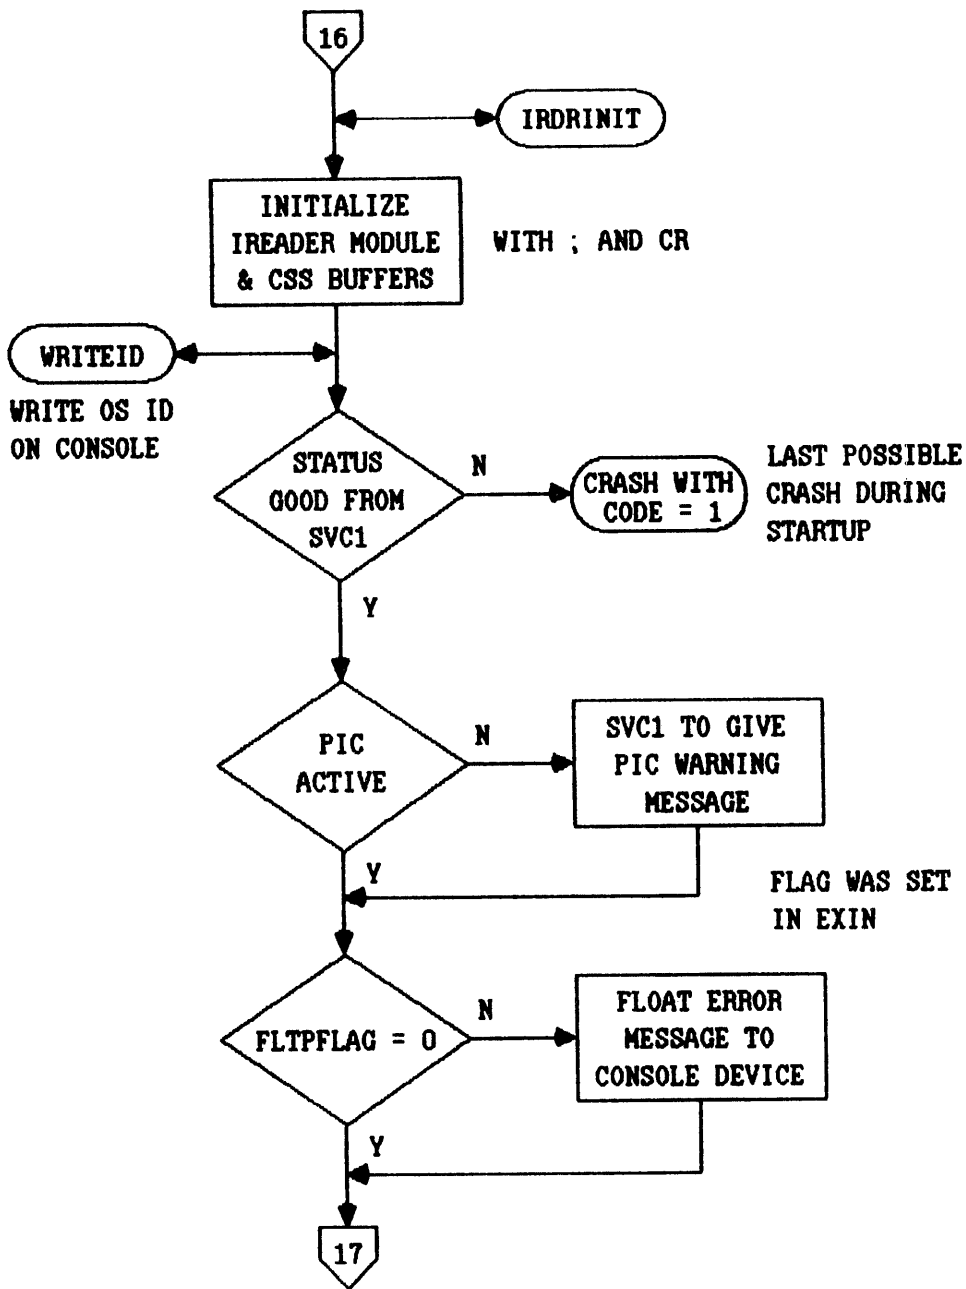 16
IRDRINIT
INITIALIZE
IREADER MODULE
& CSS BUFFERS
WITH ; AND CR
WRITEID
WRITE OS ID
ON CONSOLE
STATUS
GOOD FROM
SVC1
N
CRASH WITH
CODE = 1
LAST POSSIBLE
CRASH DURING
STARTUP
Y
PIC
ACTIVE
N
SVC1 TO GIVE
PIC WARNING
MESSAGE
Y
FLAG WAS SET
IN EXIN
FLTPFLAG = 0
N
FLOAT ERROR
MESSAGE TO
CONSOLE DEVICE
Y
17